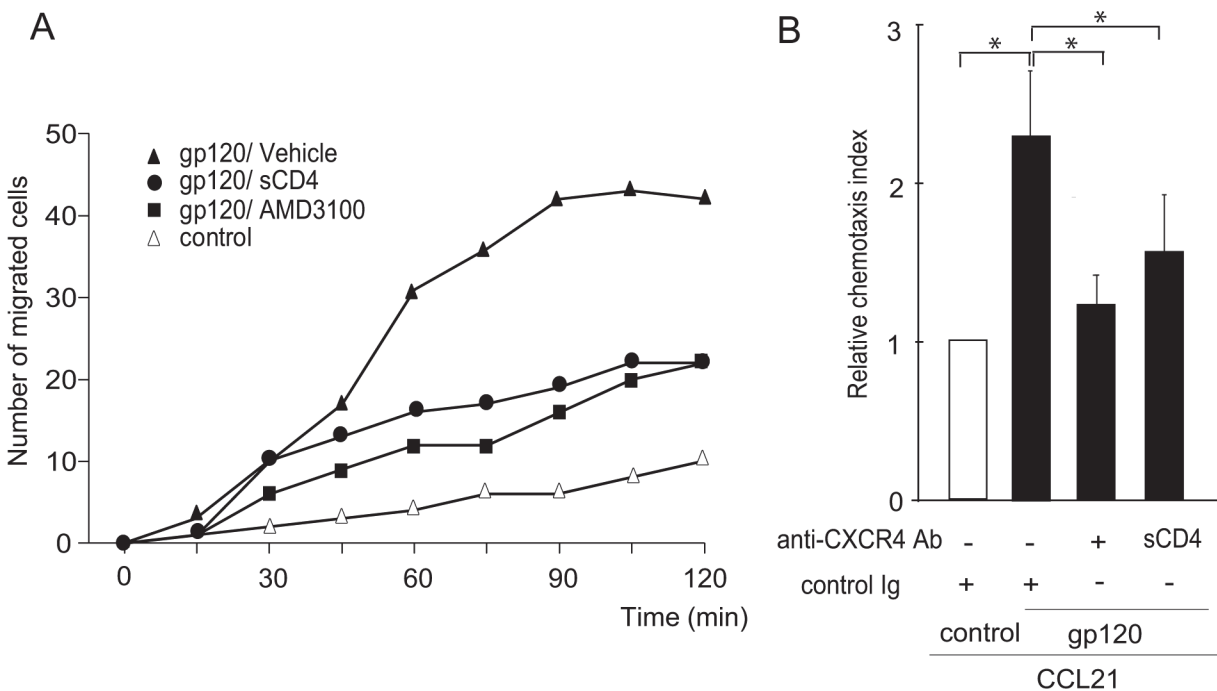 A
50
40
30
20
10
0
Number of migrated cells
gp120/ Vehicle
gp120/ sCD4
gp120/ AMD3100
control
0 30 60 90 120
Time (min)
B
* * *
3
2
1
0
Relative chemotaxis index
anti-CXCR4 Ab - - + sCD4
control Ig + + - -
control gp120
CCL21